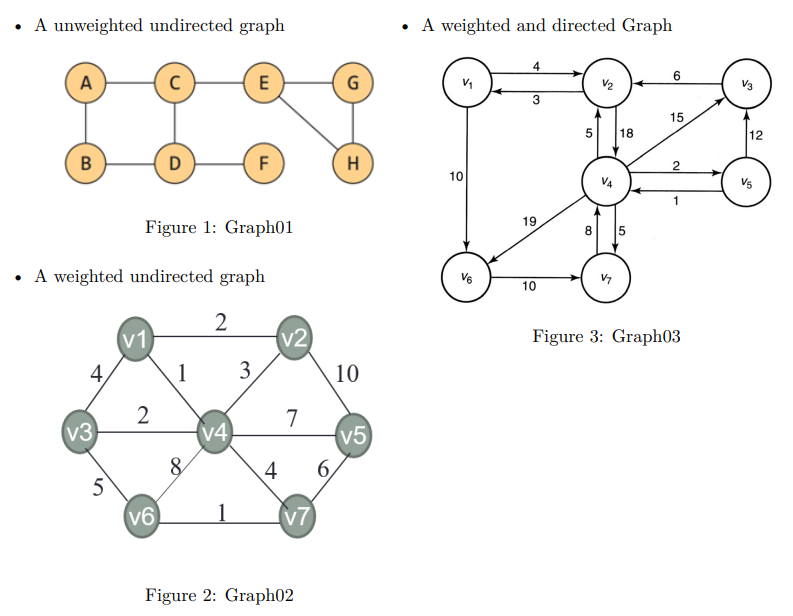 • A unweighted undirected graph
A C E G
B D F H
Figure 1: Graph01
• A weighted undirected graph
2
v1 v2
4 1 3 10
2 7
v3 v4 v5
8 4 6
5
v6 1 v7
Figure 2: Graph02
• A weighted and directed Graph
4
V1 V2 6 V3
3
15
5 18 12
2
10 V4 V5
1
19
8 5
V6 V7
10
Figure 3: Graph03